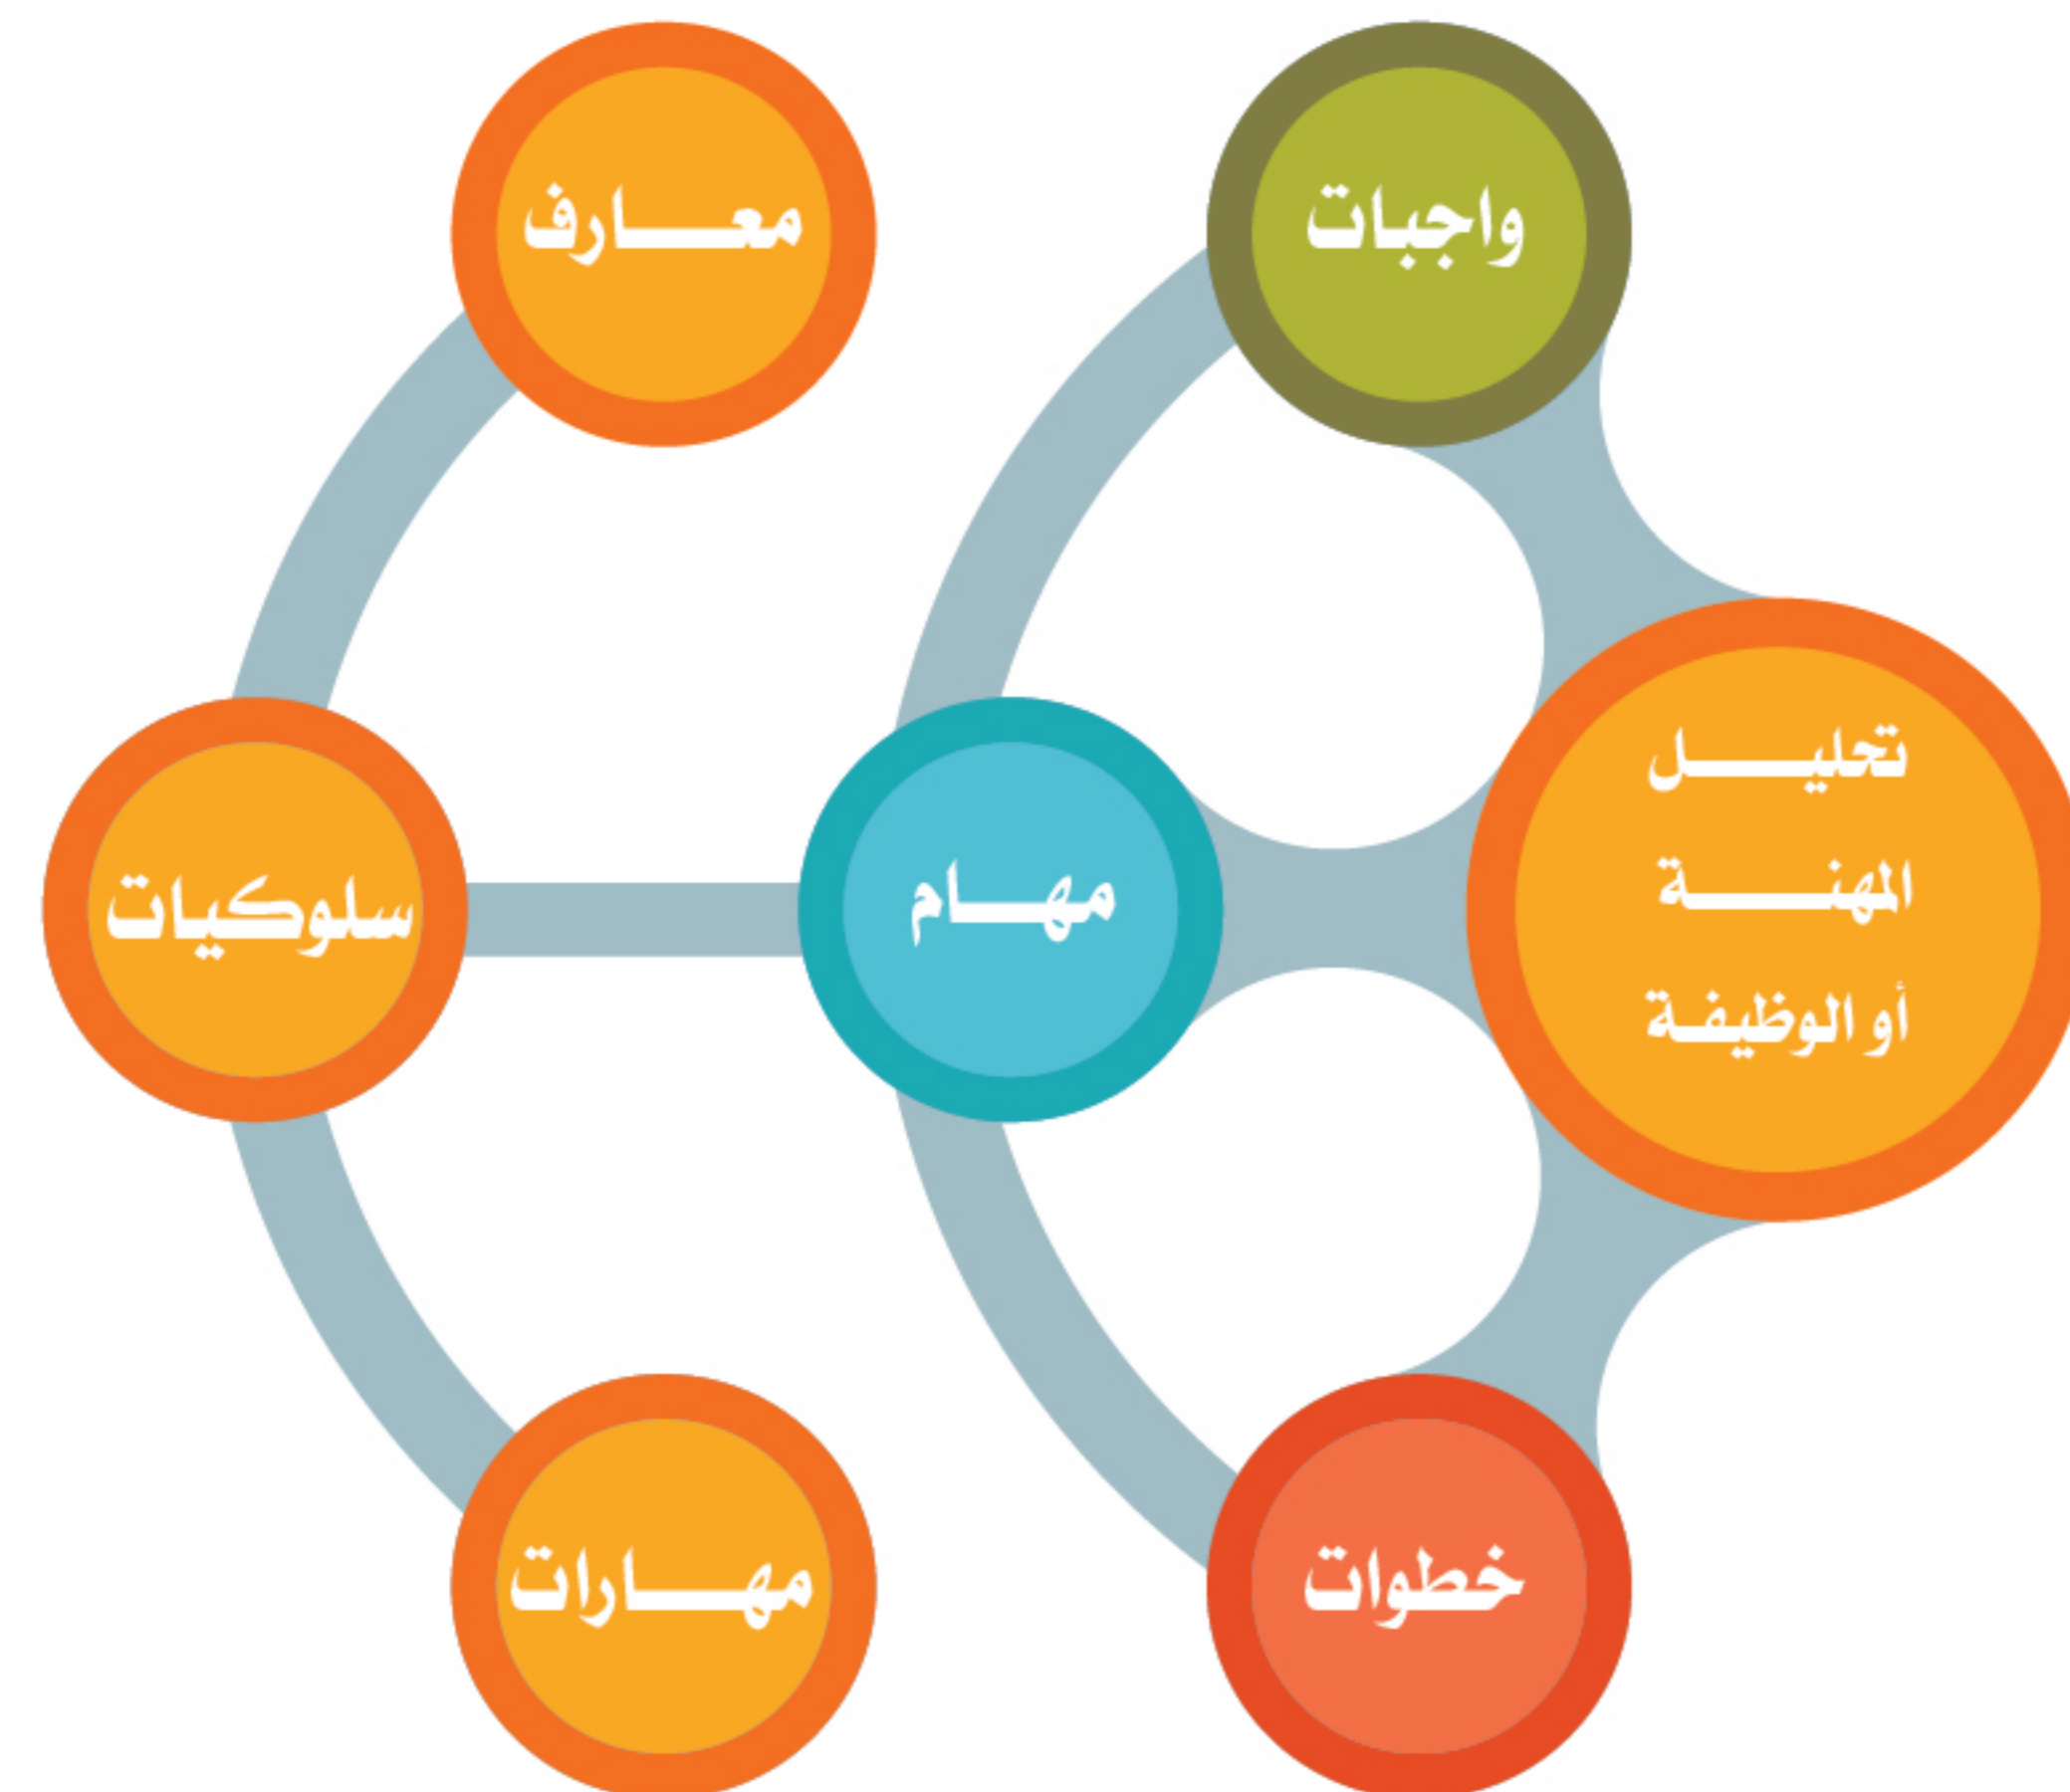 واجبات
معارف
تحليل
المهنة
أو الوظيفة
مهام
سلوكيات
خطوات
مهارات